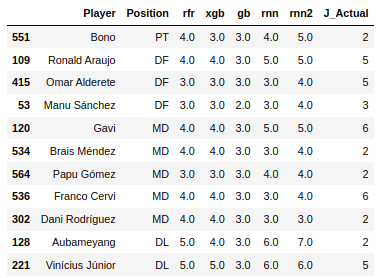 Player Position rfr xgb gb rnn rnn2 J_Actual
551 Bono PT 4.0 3.0 3.0 4.0 5.0 2
109 Ronald Araujo DF 4.0 4.0 3.0 5.0 5.0 5
415 Omar Alderete DF 3.0 3.0 3.0 3.0 4.0 5
53 Manu Sánchez DF 3.0 3.0 2.0 3.0 4.0 3
120 Gavi MD 4.0 4.0 3.0 5.0 5.0 6
534 Brais Méndez MD 4.0 4.0 3.0 3.0 4.0 2
564 Papu Gómez MD 3.0 3.0 3.0 4.0 4.0 2
536 Franco Cervi MD 4.0 4.0 3.0 3.0 4.0 6
302 Dani Rodríguez MD 4.0 4.0 3.0 3.0 3.0 2
128 Aubameyang DL 5.0 4.0 3.0 6.0 7.0 2
221 Vinícius Júnior DL 5.0 5.0 3.0 6.0 6.0 5